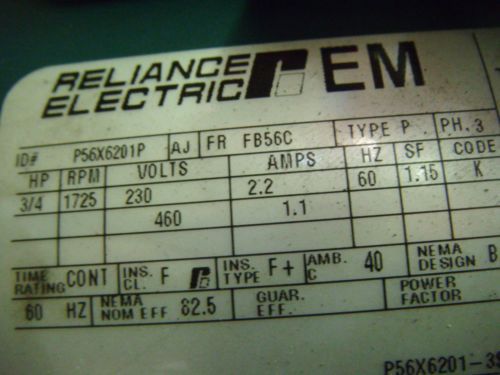 RELIANCE
ELECTRIC EM
ID# P56X6201P AJ FR FB56C TYPE P PH. 3
HP RPM VOLTS AMPS HZ SF CODE
3/4 1725 230 2.2 60 1.15 K
460 1.1
TIME RATING CONT INS. CL. F INS. TYPE F+ AMB. C 40 NEMA DESIGN B
60 HZ NEMA NOM EFF 82.5 GUAR. EFF. POWER FACTOR
P56X6201-